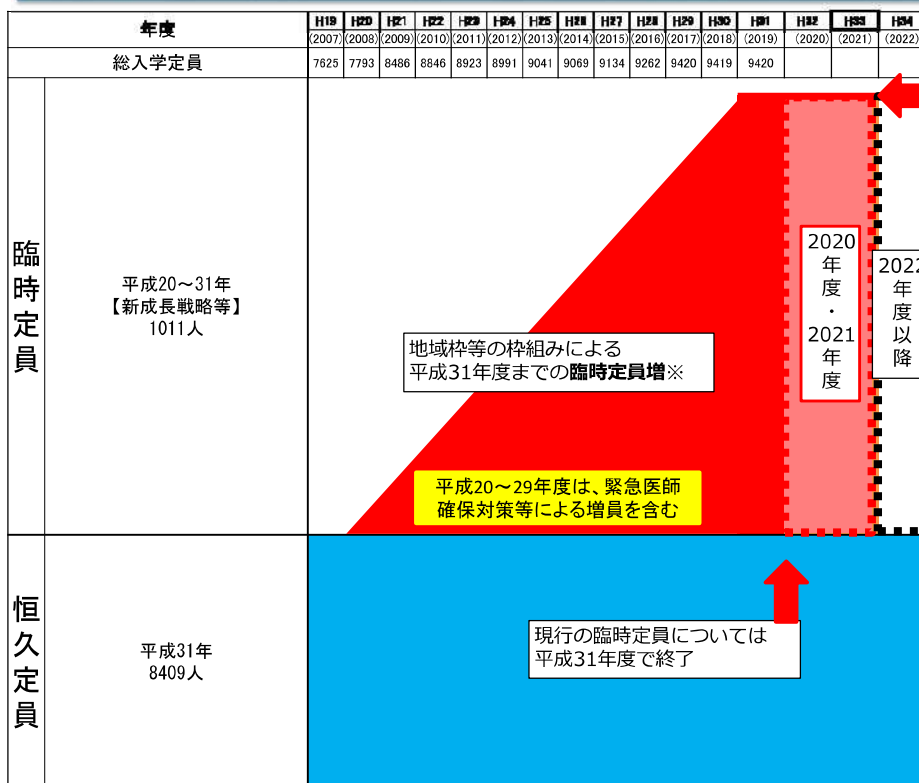 年度 H19 H20 H21 H22 H23 H24 H25 H26 H27 H28 H29 H30 H31 H32 H33 H34
(2007) (2008) (2009) (2010) (2011) (2012) (2013) (2014) (2015) (2016) (2017) (2018) (2019) (2020) (2021) (2022)
総入学定員 7625 7793 8486 8846 8923 8991 9041 9069 9134 9262 9420 9419 9420
臨時定員
平成20~31年
【新成長戦略等】
1011人
地域枠等の枠組みによる
平成31年度までの臨時定員増※
平成20~29年度は、緊急医師
確保対策等による増員を含む
2020
年
度
・
2021
年
度
2022
年
度
以
降
恒久定員
平成31年
8409人
現行の臨時定員については
平成31年度で終了